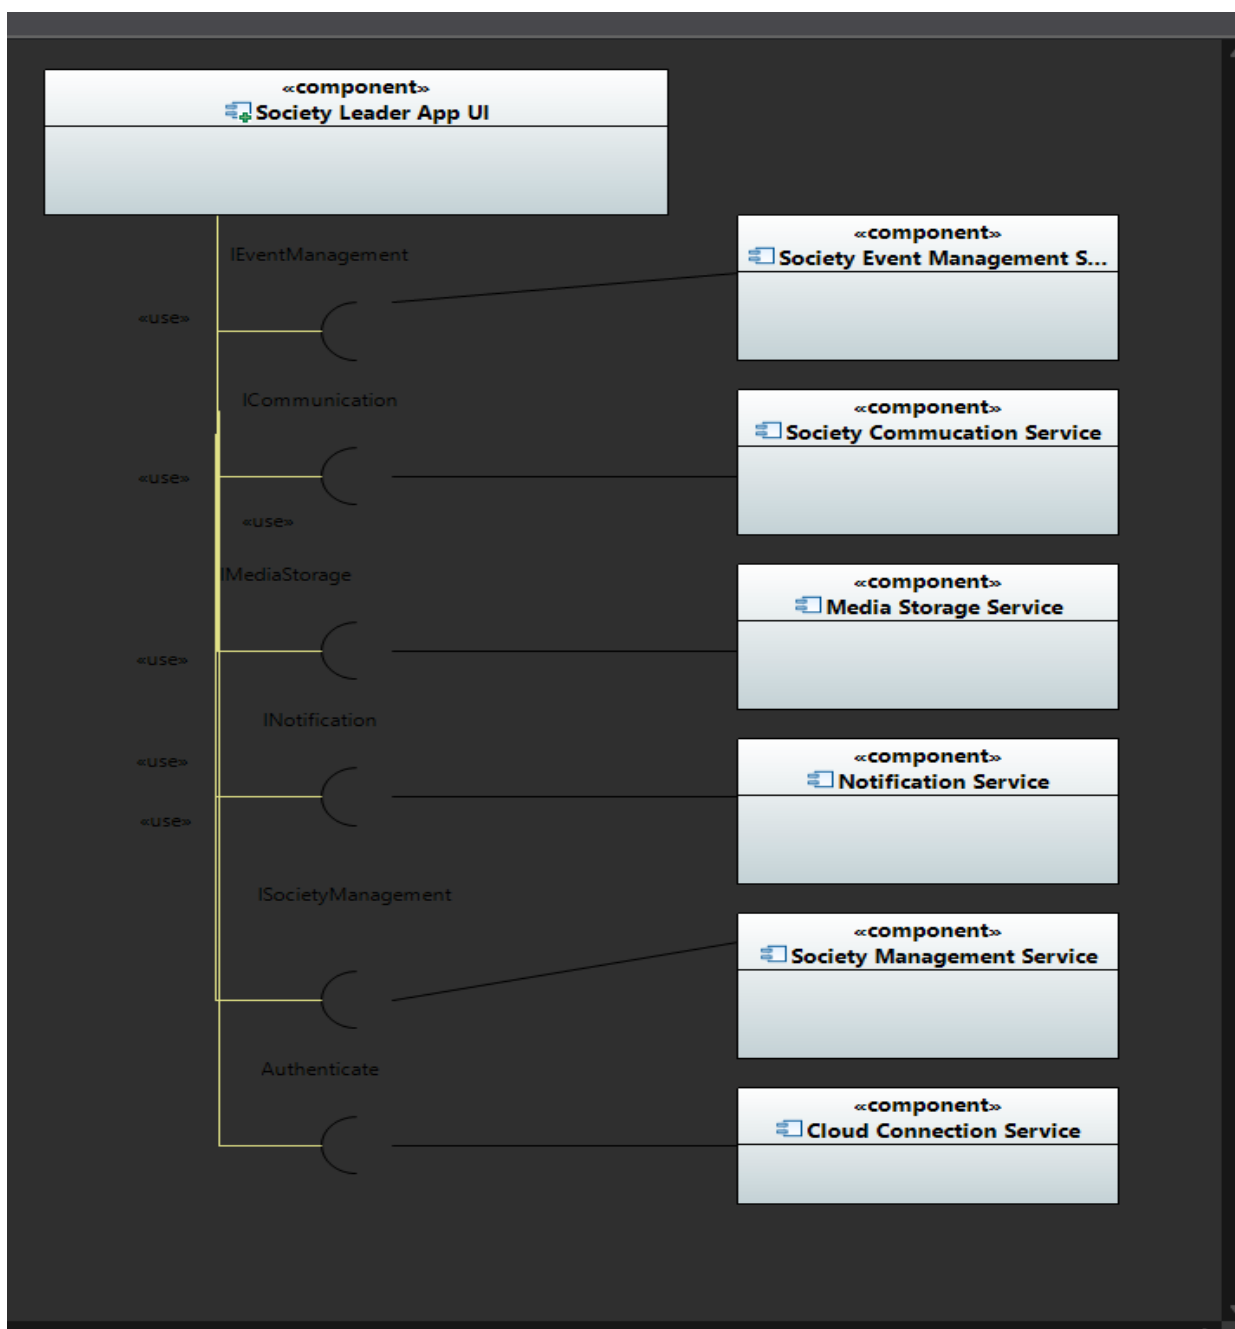 «component»
Society Leader App UI
IEventManagement
«use»
«component»
Society Event Management S...
ICommunication
«use»
«use»
«component»
Society Commucation Service
IMediaStorage
«use»
«component»
Media Storage Service
INotification
«use»
«use»
«component»
Notification Service
ISocietyManagement
«component»
Society Management Service
Authenticate
«component»
Cloud Connection Service